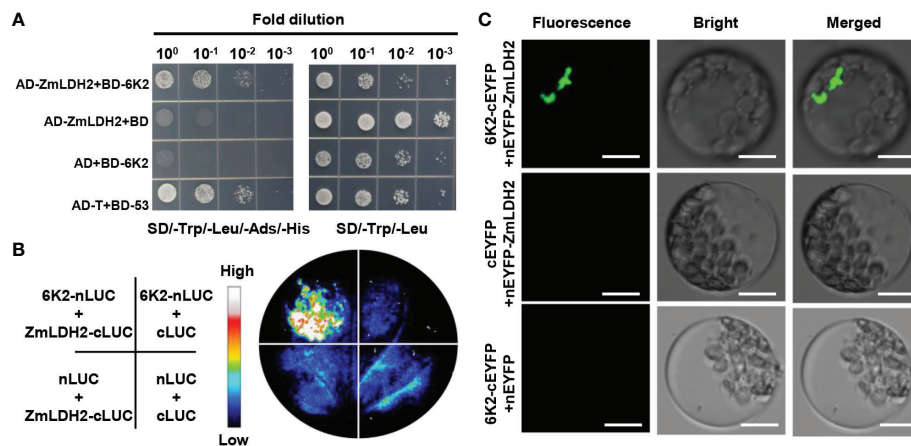 A
Fold dilution
10⁰ 10⁻¹ 10⁻² 10⁻³ 10⁰ 10⁻¹ 10⁻² 10⁻³
AD-ZmLDH2+BD-6K2
AD-ZmLDH2+BD
AD+BD-6K2
AD-T+BD-53
SD/-Trp/-Leu/-Ads/-His SD/-Trp/-Leu
B
6K2-nLUC
+
ZmLDH2-cLUC
6K2-nLUC
+
cLUC
nLUC
+
ZmLDH2-cLUC
nLUC
+
cLUC
High
Low
C
Fluorescence Bright Merged
6K2-cEYFP
+nEYFP-ZmLDH2
cEYFP
+nEYFP-ZmLDH2
6K2-cEYFP
+nEYFP